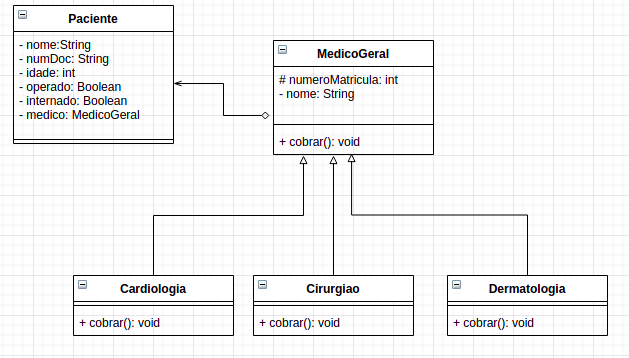 Paciente
- nome:String
- numDoc: String
- idade: int
- operado: Boolean
- internado: Boolean
- medico: MedicoGeral
MedicoGeral
# numeroMatricula: int
- nome: String
+ cobrar(): void
Cardiologia
+ cobrar(): void
Cirurgiao
+ cobrar(): void
Dermatologia
+ cobrar(): void